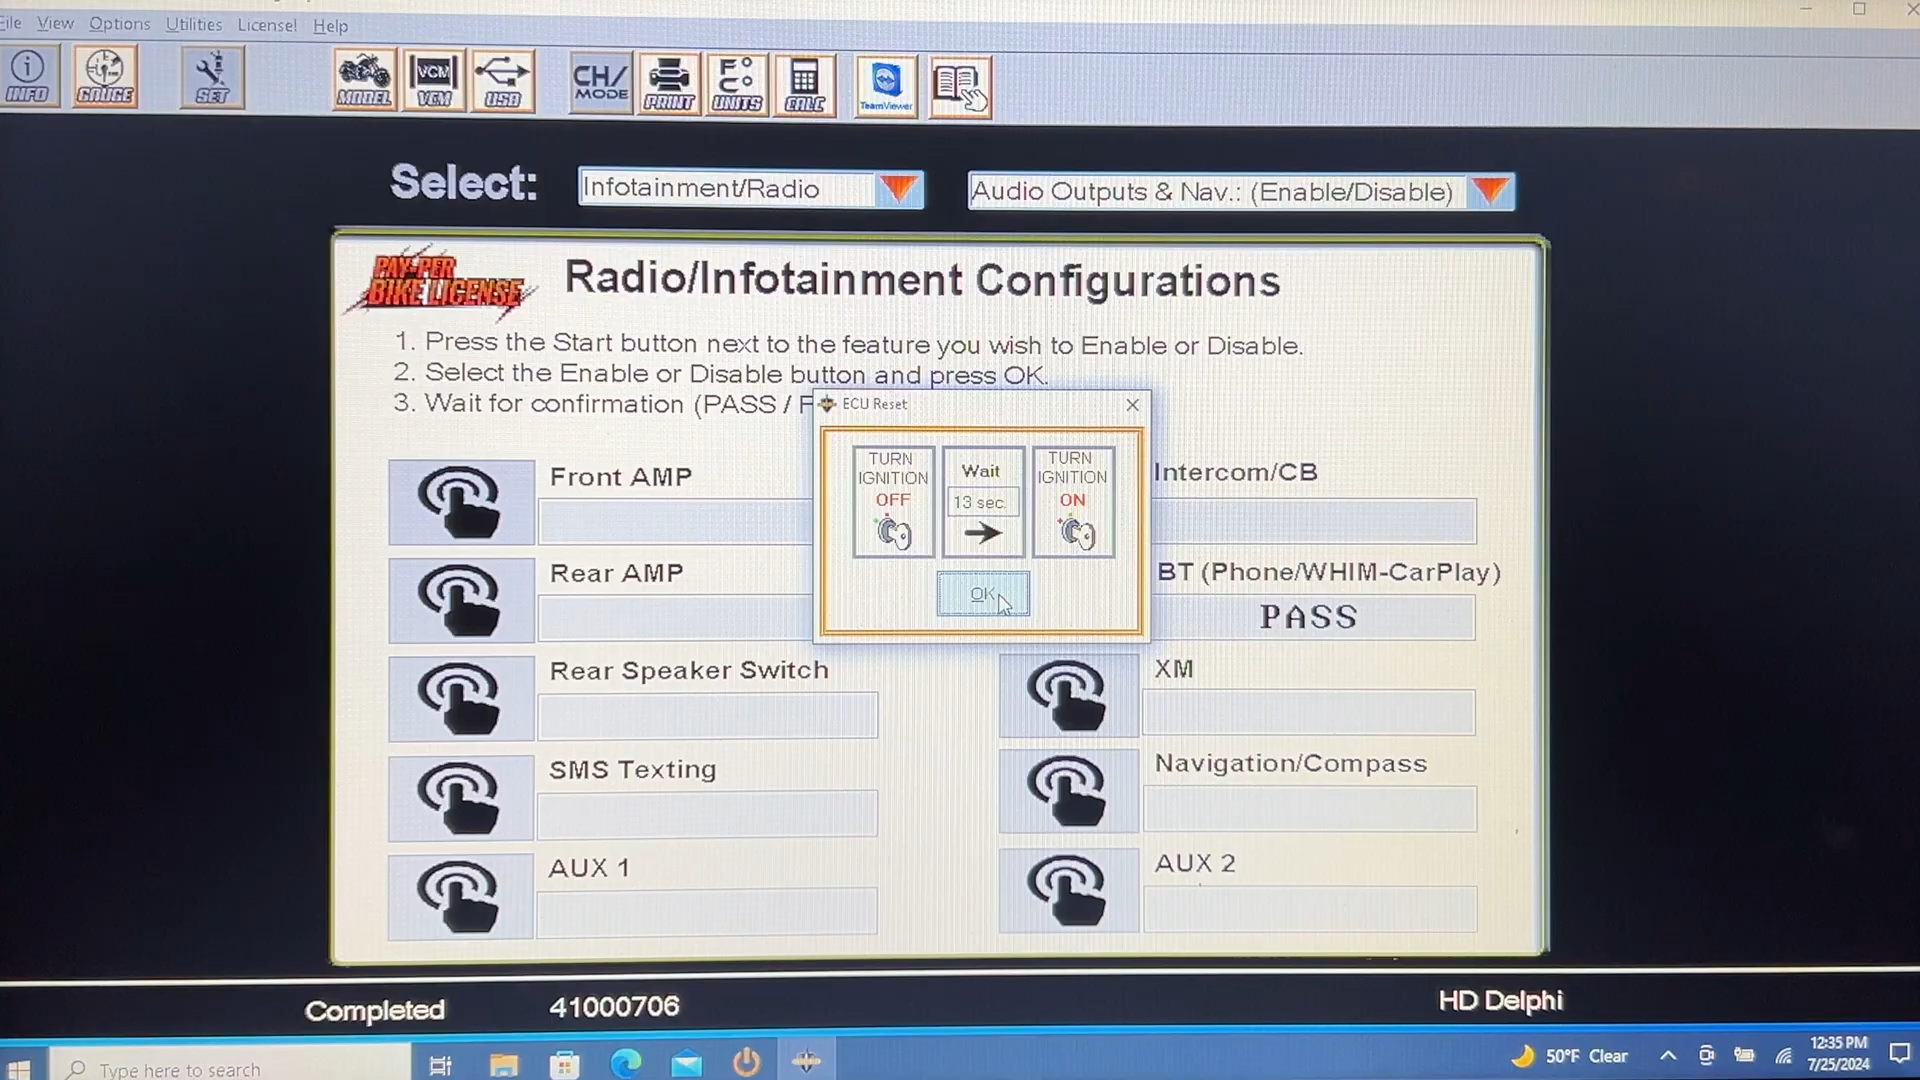 File View Options Utilities License! Help
INFO GAUGE SET MODEL VCM VCM USB CH/ MODE PRINT F° C° UNITS CALC TeamViewer
Select: Infotainment/Radio Audio Outputs & Nav.: (Enable/Disable)
PAY-PER
BIKE LICENSE
Radio/Infotainment Configurations
1. Press the Start button next to the feature you wish to Enable or Disable.
2. Select the Enable or Disable button and press OK.
3. Wait for confirmation (PASS / F
ECU Reset
TURN IGNITION OFF
Wait
13 sec.
TURN IGNITION ON
OK
Front AMP
Intercom/CB
Rear AMP
BT (Phone/WHIM-CarPlay)
PASS
Rear Speaker Switch
XM
SMS Texting
Navigation/Compass
AUX 1
AUX 2
Completed 41000706 HD Delphi
Type here to search
50°F Clear
12:35 PM
7/25/2024